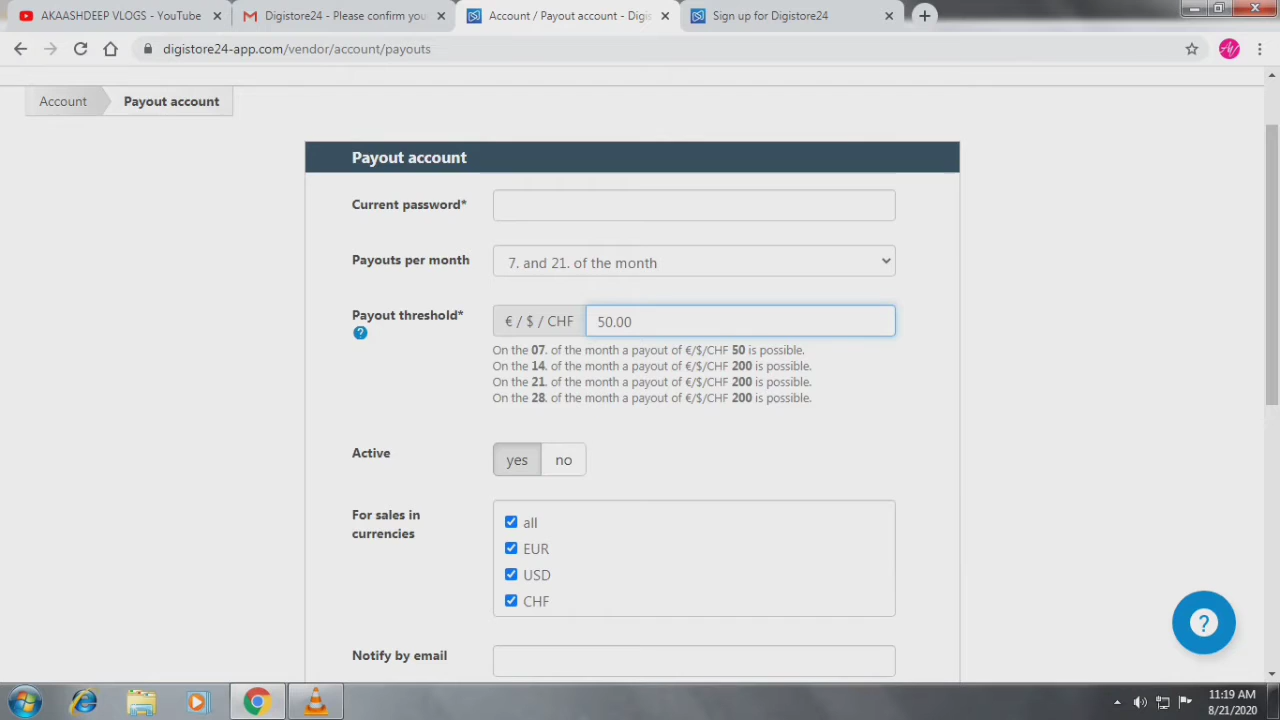 AKAASHDEEP VLOGS - YouTube
Digistore24 - Please confirm you
Account / Payout account - Digis
Sign up for Digistore24
digistore24-app.com/vendor/account/payouts
Account
Payout account
Payout account
Current password*
Payouts per month
7. and 21. of the month
Payout threshold*
€ / $ / CHF
50.00
?
On the 07. of the month a payout of €/$/CHF 50 is possible.
On the 14. of the month a payout of €/$/CHF 200 is possible.
On the 21. of the month a payout of €/$/CHF 200 is possible.
On the 28. of the month a payout of €/$/CHF 200 is possible.
Active
yes
no
For sales in
currencies
all
EUR
USD
CHF
?
Notify by email
11:19 AM
8/21/2020